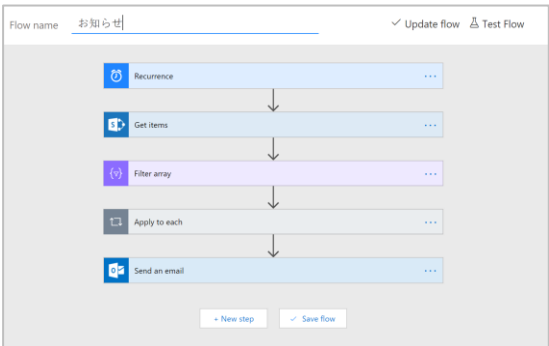 Flow name お知らせ Update flow Test Flow
Recurrence
Get items
Filter array
Apply to each
Send an email
+ New step Save flow